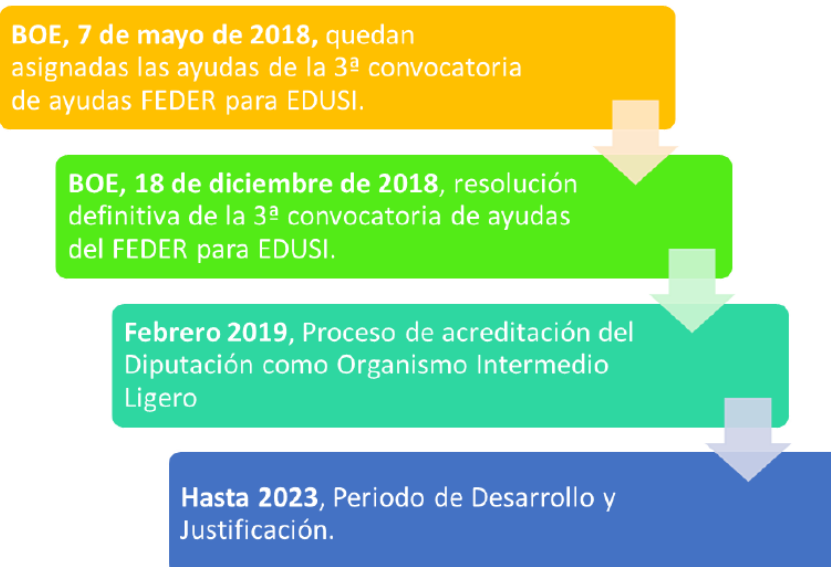 BOE, 7 de mayo de 2018, quedan
asignadas las ayudas de la 3ª convocatoria
de ayudas FEDER para EDUSI.
BOE, 18 de diciembre de 2018, resolución
definitiva de la 3ª convocatoria de ayudas
del FEDER para EDUSI.
Febrero 2019, Proceso de acreditación del
Diputación como Organismo Intermedio
Ligero
Hasta 2023, Periodo de Desarrollo y
Justificación.